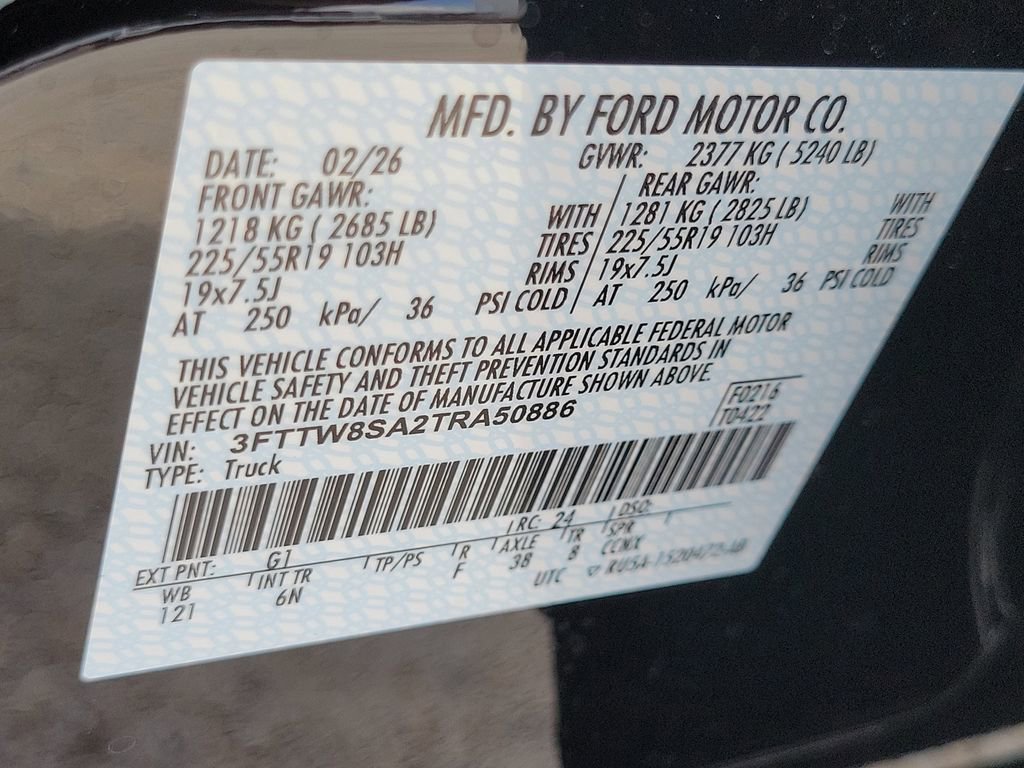 MFD. BY FORD MOTOR CO.
DATE: 02/26 GVWR: 2377 KG ( 5240 LB)
FRONT GAWR: REAR GAWR:
1218 KG ( 2685 LB) WITH 1281 KG ( 2825 LB) WITH
225/55R19 103H TIRES 225/55R19 103H TIRES
19x7.5J RIMS 19x7.5J RIMS
AT 250 kPa/ 36 PSI COLD AT 250 kPa/ 36 PSI COLD
THIS VEHICLE CONFORMS TO ALL APPLICABLE FEDERAL MOTOR
VEHICLE SAFETY AND THEFT PREVENTION STANDARDS IN
EFFECT ON THE DATE OF MANUFACTURE SHOWN ABOVE.
VIN: 3FTTW8SA2TRA50886 F0216
TYPE: Truck T0422
EXT PNT: G1 RC: 24 DSO:
WB INT TR TP/PS R AXLE TR SPR
121 6N F 38 8 CCNX
UTC